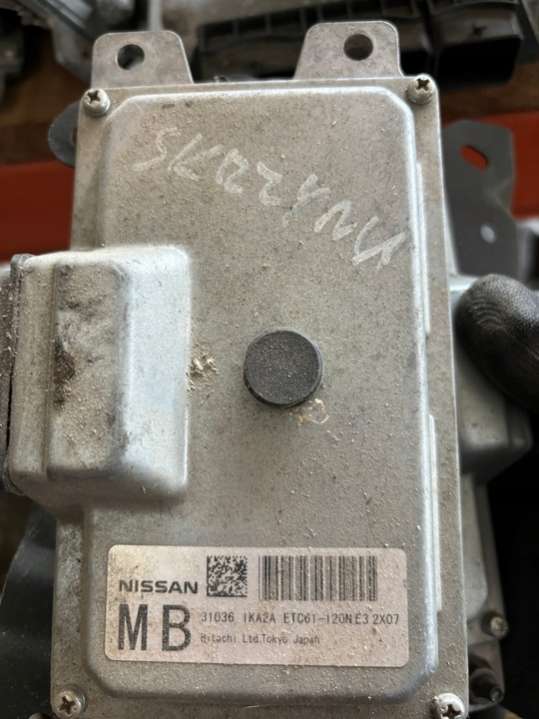 SKRZYNIA
NISSAN
MB
31036 1KA2A ETC61-120N E3 2X07
Hitachi Ltd.Tokyo Japan